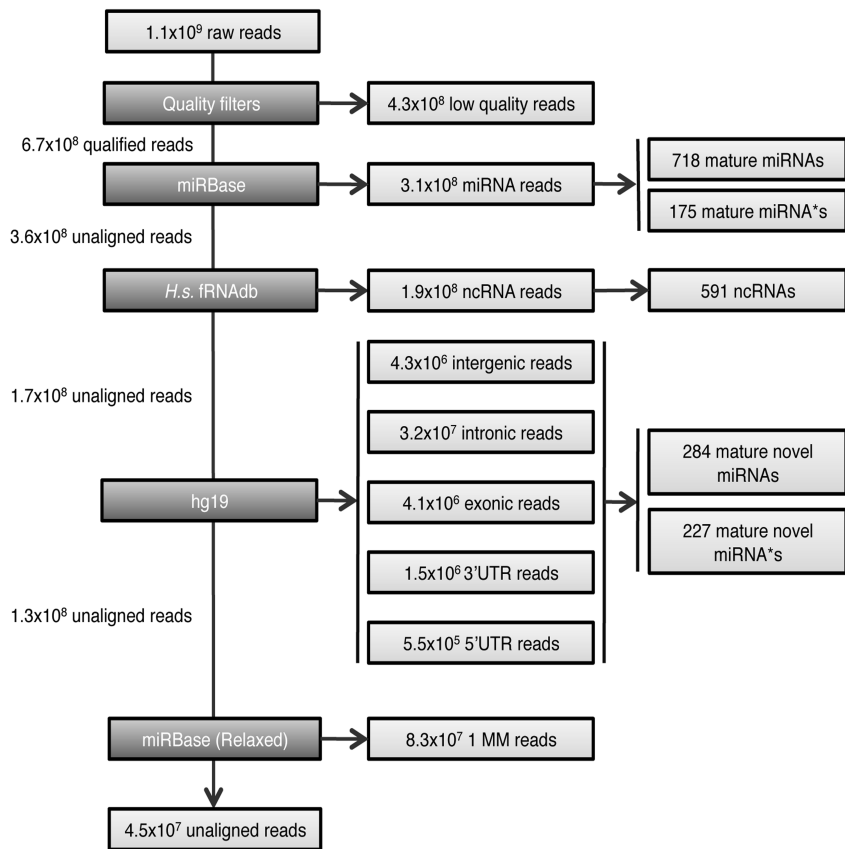 1.1x10⁹ raw reads
Quality filters
4.3x10⁸ low quality reads
6.7x10⁸ qualified reads
miRBase
3.1x10⁸ miRNA reads
718 mature miRNAs
175 mature miRNA*s
3.6x10⁸ unaligned reads
H.s. fRNAdb
1.9x10⁸ ncRNA reads
591 ncRNAs
1.7x10⁸ unaligned reads
4.3x10⁶ intergenic reads
3.2x10⁷ intronic reads
hg19
4.1x10⁶ exonic reads
1.5x10⁶ 3'UTR reads
5.5x10⁵ 5'UTR reads
284 mature novel
miRNAs
227 mature novel
miRNA*s
1.3x10⁸ unaligned reads
miRBase (Relaxed)
8.3x10⁷ 1 MM reads
4.5x10⁷ unaligned reads